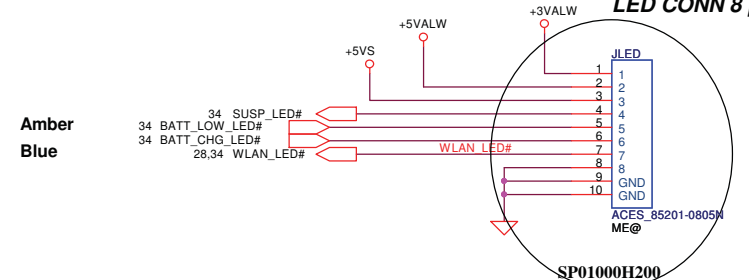 LED CONN 8
+3VALW
+5VALW
+5VS
JLED
1 1
2 2
3 3
34 SUSP_LED# 4 4
Amber 34 BATT_LOW_LED# 5 5
34 BATT_CHG_LED# 6 6
Blue 28,34 WLAN_LED# WLAN_LED# 7 7
8 8
9 GND
10 GND
ACES_85201-0805N
ME@
SP01000H200